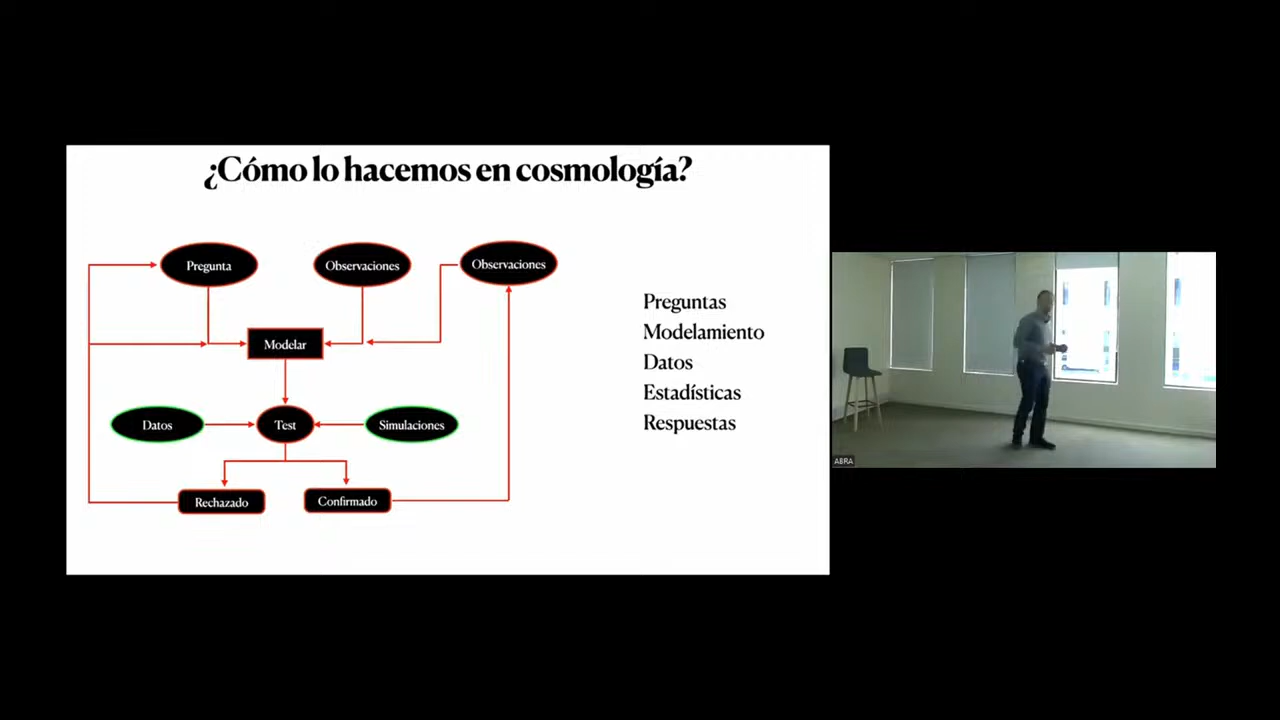 ¿Cómo lo hacemos en cosmología?
Pregunta
Observaciones
Observaciones
Modelar
Datos
Test
Simulaciones
Rechazado
Confirmado
Preguntas
Modelamiento
Datos
Estadísticas
Respuestas
ABRA